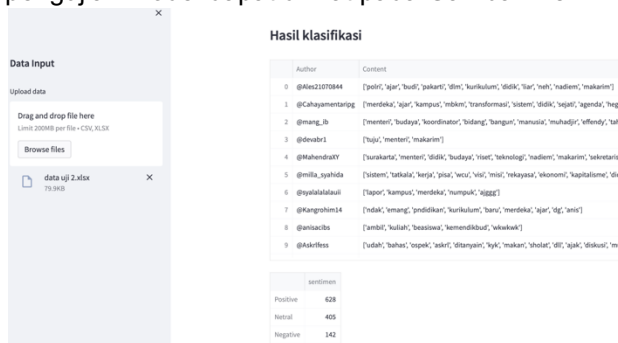 Hasil klasifikasi
Data Input
Upload data
Drag and drop file here
Limit 200MB per file • CSV, XLSX
Browse files
data uji 2.xlsx
79.9KB
Author Content
0 @Ales21070844 ['polri', 'ajar', 'budi', 'pakarti', 'dlm', 'kurikulum', 'didik', 'liar', 'neh', 'nadiem', 'makarim']
1 @Cahayamentaripg ['merdeka', 'ajar', 'kampus', 'mbkm', 'transformasi', 'sistem', 'didik', 'sejati', 'agenda', 'heg
2 @mang_ib ['menteri', 'budaya', 'koordinator', 'bidang', 'bangun', 'manusia', 'muhadjir', 'effendy', 'tah
3 @devabr1 ['tuju', 'menteri', 'makarim']
4 @MahendraXY ['surakarta', 'menteri', 'didik', 'budaya', 'riset', 'teknologi', 'nadiem', 'makarim', 'sekretaris
5 @milla_syahida ['sistem', 'tatkala', 'kerja', 'pisa', 'wcu', 'visi', 'misi', 'rekayasa', 'ekonomi', 'kapitalisme', 'di
6 @syalalalalauii ['lapor', 'kampus', 'merdeka', 'numpuk', 'ajggg']
7 @Kangrohim14 ['ndak', 'emang', 'pndidikan', 'kurikulum', 'baru', 'merdeka', 'ajar', 'dg', 'anis']
8 @anisacibs ['ambil', 'kuliah', 'beasiswa', 'kemendikbud', 'wkwkwk']
9 @Askrlfess ['udah', 'bahas', 'ospek', 'askrl', 'ditanyain', 'kyk', 'makan', 'sholat', 'dll', 'ajak', 'diskusi', 'm
sentimen
Positive 628
Netral 405
Negative 142